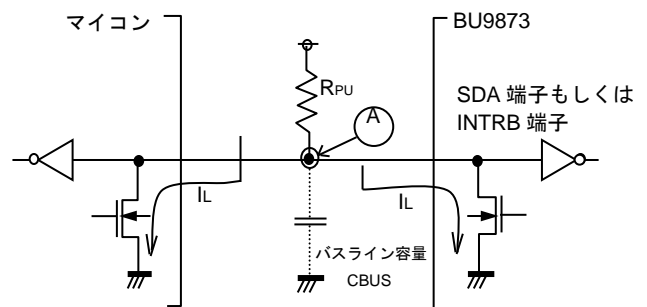 マイコン
BU9873
RPU
A
SDA 端子もしくは
INTRB 端子
IL
IL
バスライン容量
CBUS